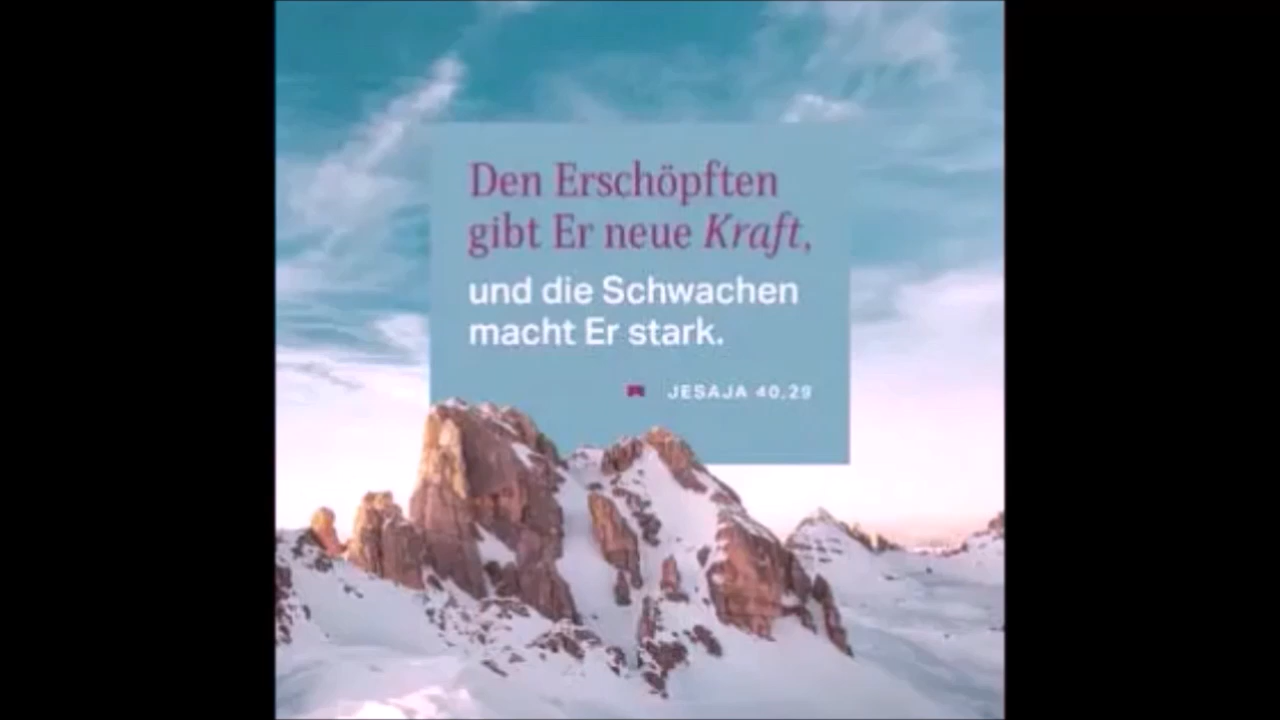 Den Erschöpften
gibt Er neue Kraft,
und die Schwachen
macht Er stark.
JESAJA 40,29